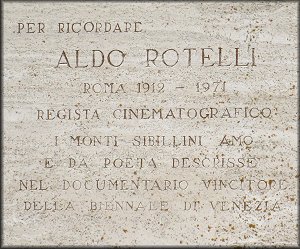 PER RICORDARE
ALDO ROTELLI
ROMA 1912 - 1971
REGISTA CINEMATOGRAFICO
I MONTI SIBILLINI AMO
E DA POETA DESCRISSE
NEL DOCUMENTARIO VINCITORE
DELLA BIENNALE DI VENEZIA